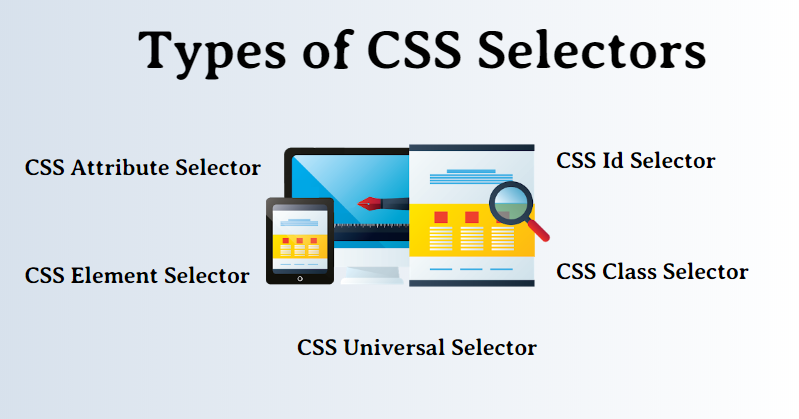 Types of CSS Selectors
CSS Attribute Selector
CSS Id Selector
CSS Element Selector
CSS Class Selector
CSS Universal Selector